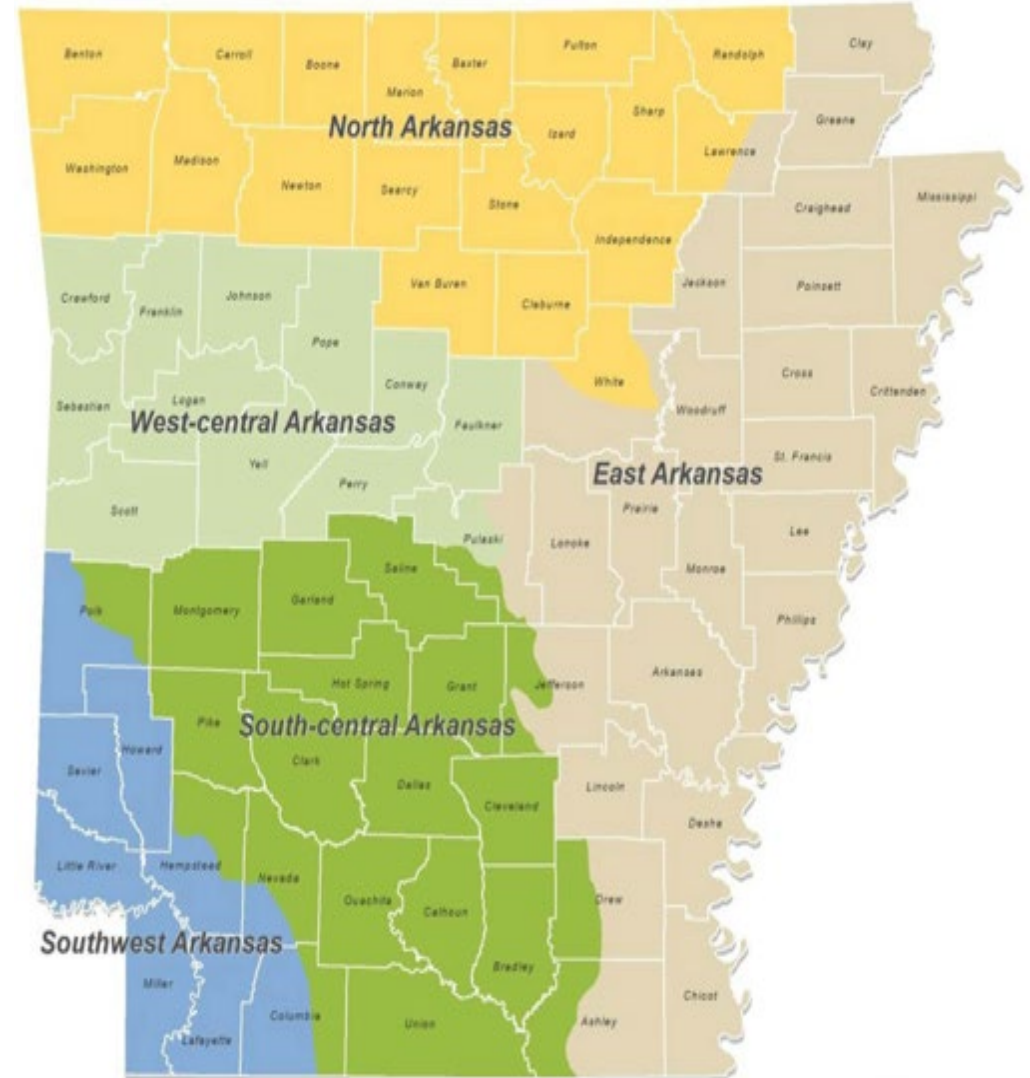 Benton
Carroll
Boone
Marion
Baxter
Fulton
Randolph
Clay
Washington
Madison
Newton
Searcy
Stone
Izard
Sharp
Lawrence
Greene
North Arkansas
Craighead
Mississippi
Independence
Jackson
Poinsett
Van Buren
Cleburne
White
Crawford
Franklin
Johnson
Pope
Conway
Faulkner
Sebastian
Logan
West-central Arkansas
Yell
Perry
Scott
Pulaski
Woodruff
Cross
Crittenden
St. Francis
East Arkansas
Prairie
Lonoke
Monroe
Lee
Phillips
Polk
Montgomery
Garland
Saline
Hot Spring
Grant
Jefferson
Arkansas
Pike
South-central Arkansas
Clark
Dallas
Cleveland
Lincoln
Desha
Howard
Sevier
Little River
Hempstead
Nevada
Ouachita
Calhoun
Bradley
Drew
Southwest Arkansas
Miller
Lafayette
Columbia
Union
Ashley
Chicot